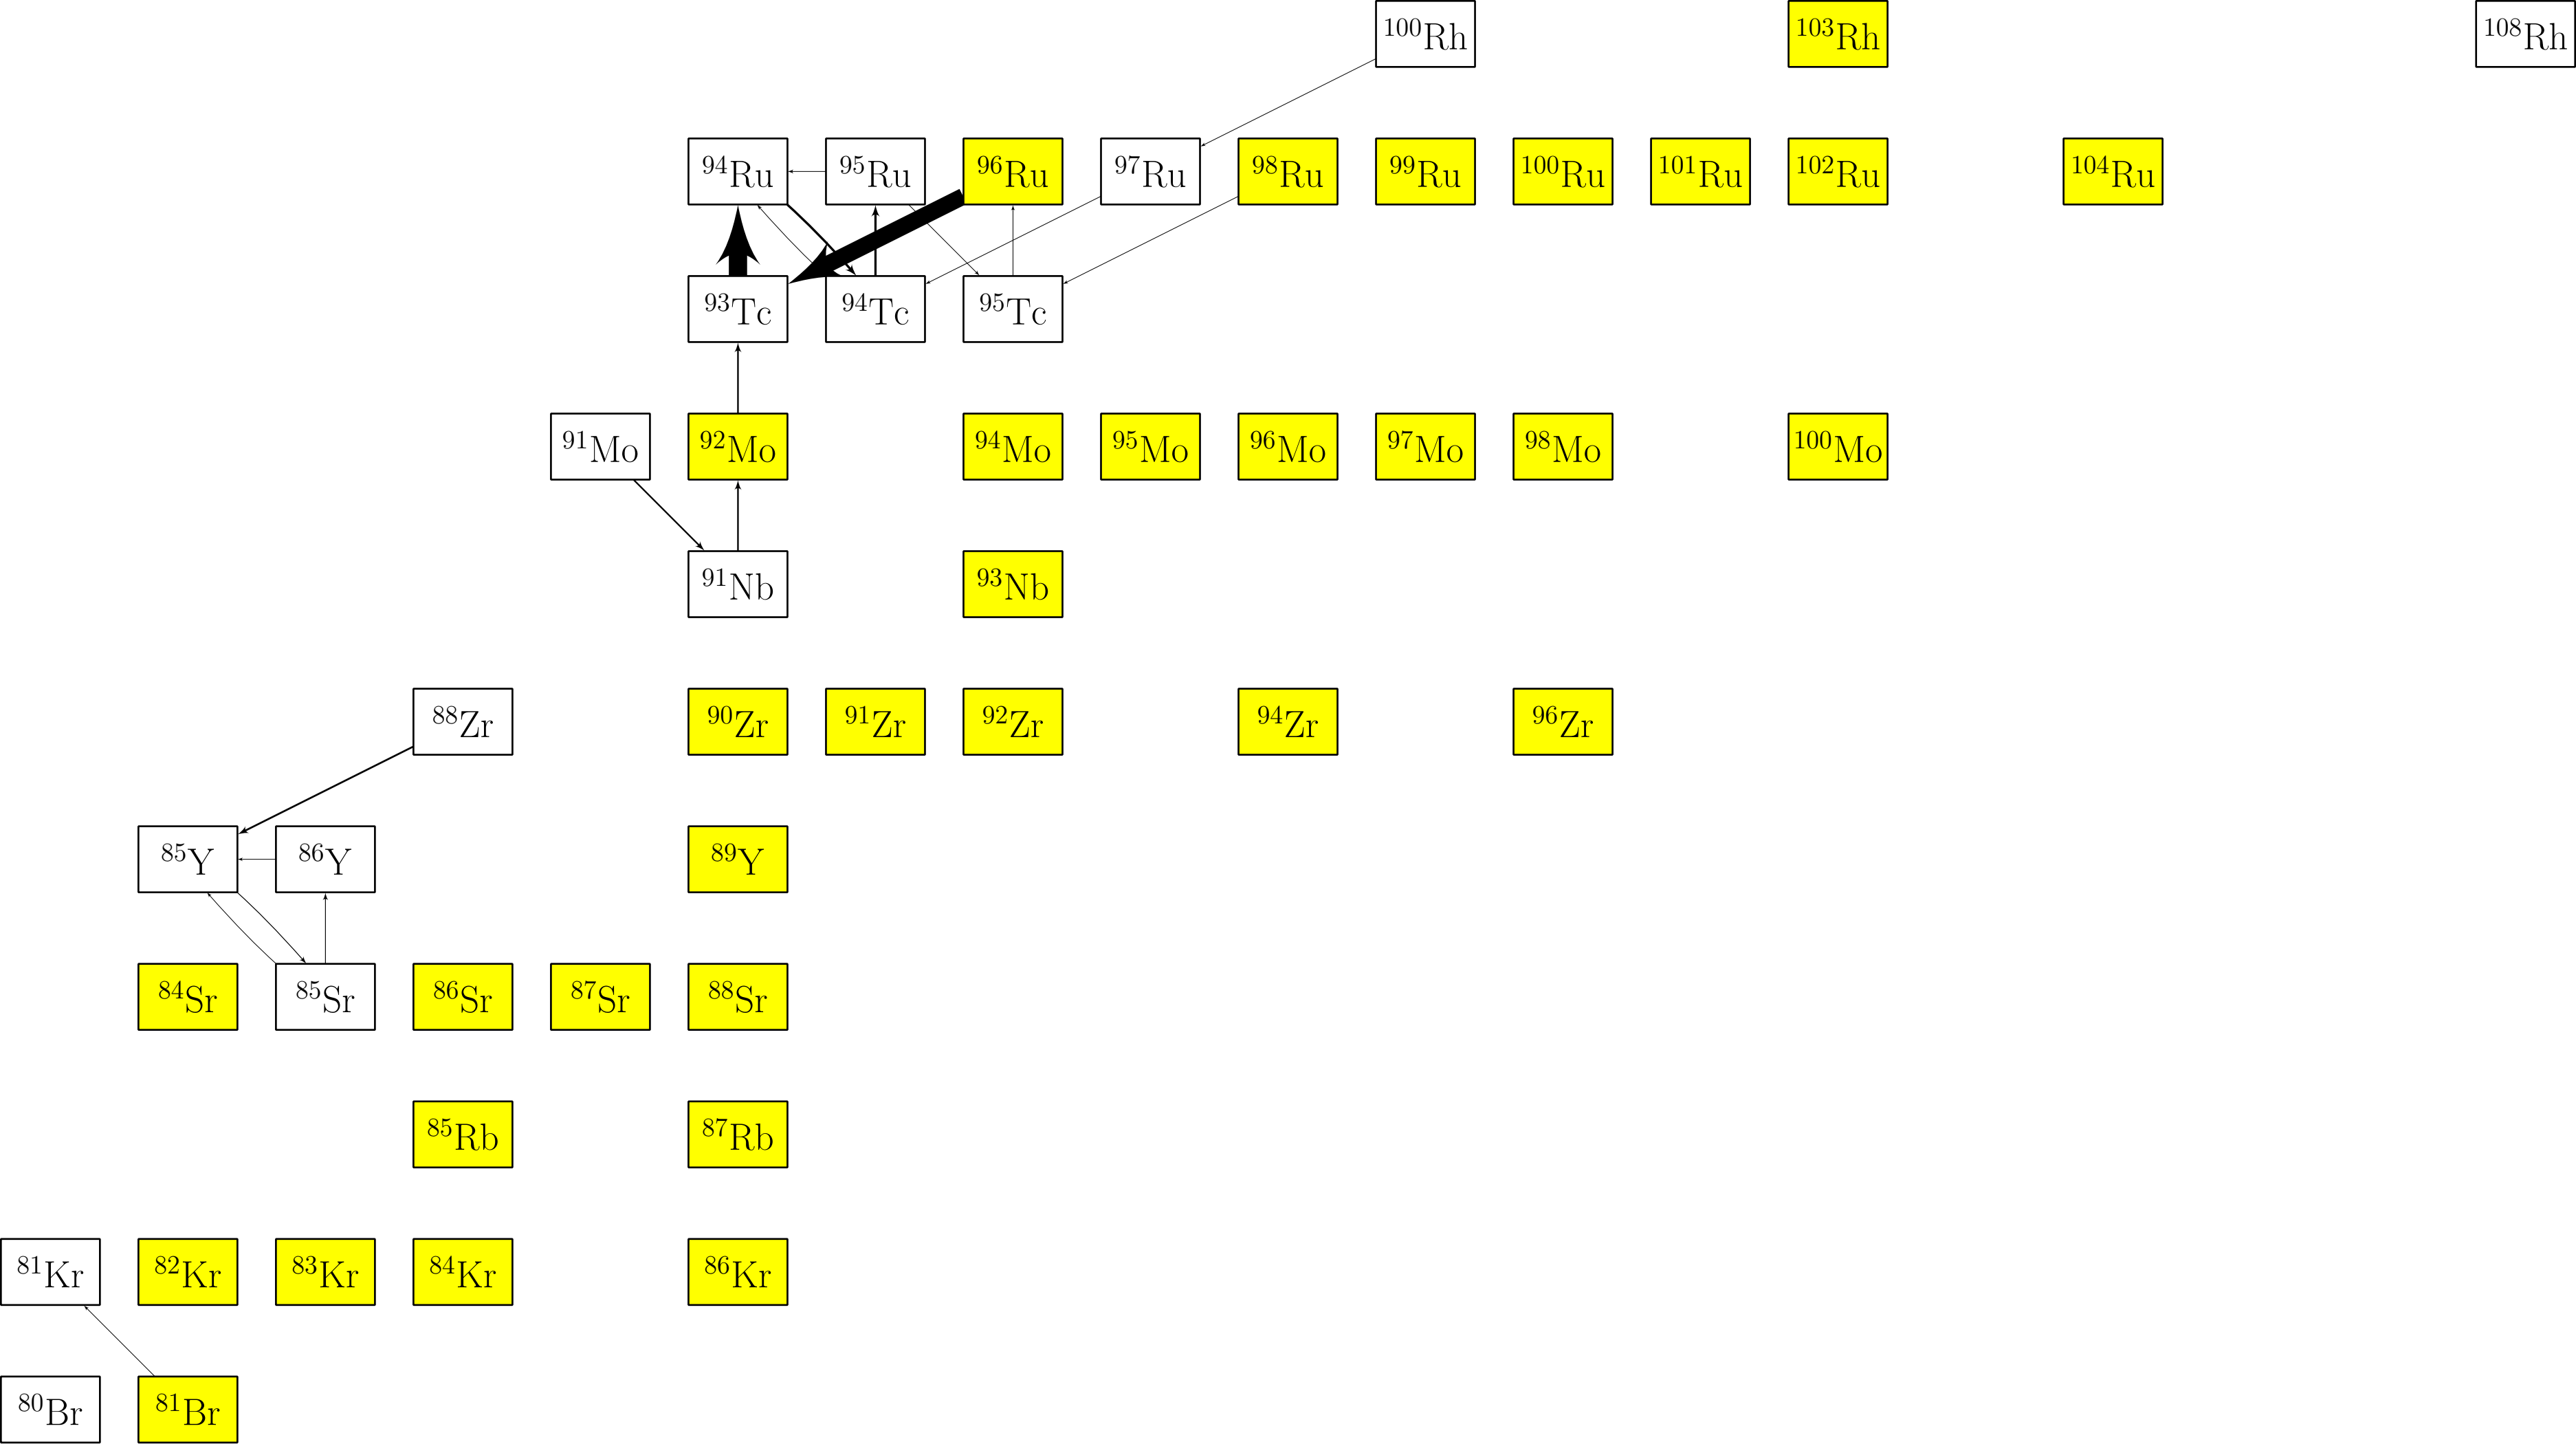 ¹⁰⁰Rh ¹⁰³Rh ¹⁰⁸Rh
⁹⁴Ru ⁹⁵Ru ⁹⁶Ru ⁹⁷Ru ⁹⁸Ru ⁹⁹Ru ¹⁰⁰Ru ¹⁰¹Ru ¹⁰²Ru ¹⁰⁴Ru
⁹³Tc ⁹⁴Tc ⁹⁵Tc
⁹¹Mo ⁹²Mo ⁹⁴Mo ⁹⁵Mo ⁹⁶Mo ⁹⁷Mo ⁹⁸Mo ¹⁰⁰Mo
⁹¹Nb ⁹³Nb
⁸⁸Zr ⁹⁰Zr ⁹¹Zr ⁹²Zr ⁹⁴Zr ⁹⁶Zr
⁸⁵Y ⁸⁶Y ⁸⁹Y
⁸⁴Sr ⁸⁵Sr ⁸⁶Sr ⁸⁷Sr ⁸⁸Sr
⁸⁵Rb ⁸⁷Rb
⁸¹Kr ⁸²Kr ⁸³Kr ⁸⁴Kr ⁸⁶Kr
⁸⁰Br ⁸¹Br